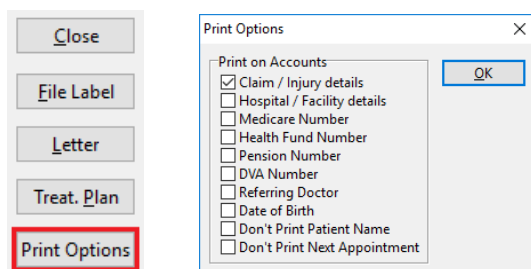 Close
File Label
Letter
Treat. Plan
Print Options
Print Options
Print on Accounts
Claim / Injury details
Hospital / Facility details
Medicare Number
Health Fund Number
Pension Number
DVA Number
Referring Doctor
Date of Birth
Don't Print Patient Name
Don't Print Next Appointment
OK